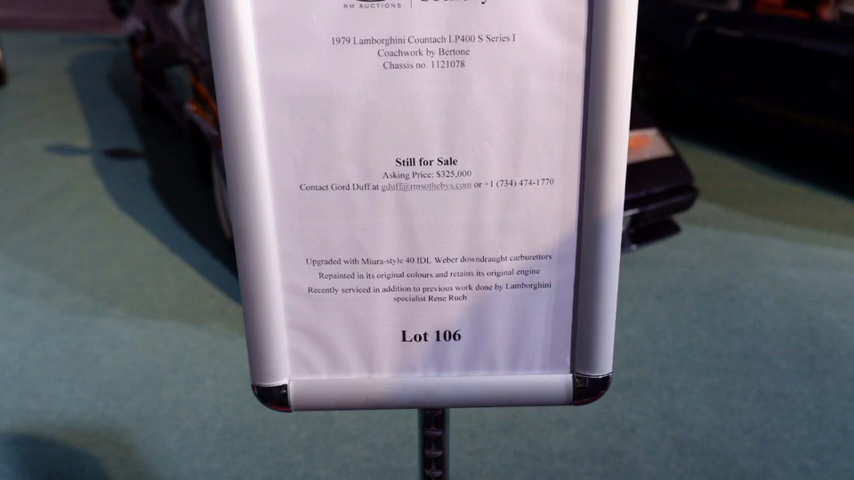 RM AUCTIONS
1979 Lamborghini Countach LP400 S Series I
Coachwork by Bertone
Chassis no. 1121078
Still for Sale
Asking Price: $325,000
Contact Gord Duff at gduff@rmsothebys.com or +1 (734) 474-1770
Upgraded with Miura-style 40 IDL Weber downdraught carburettors
Repainted in its original colours and retains its original engine
Recently serviced in addition to previous work done by Lamborghini
specialist Rene Ruch
Lot 106